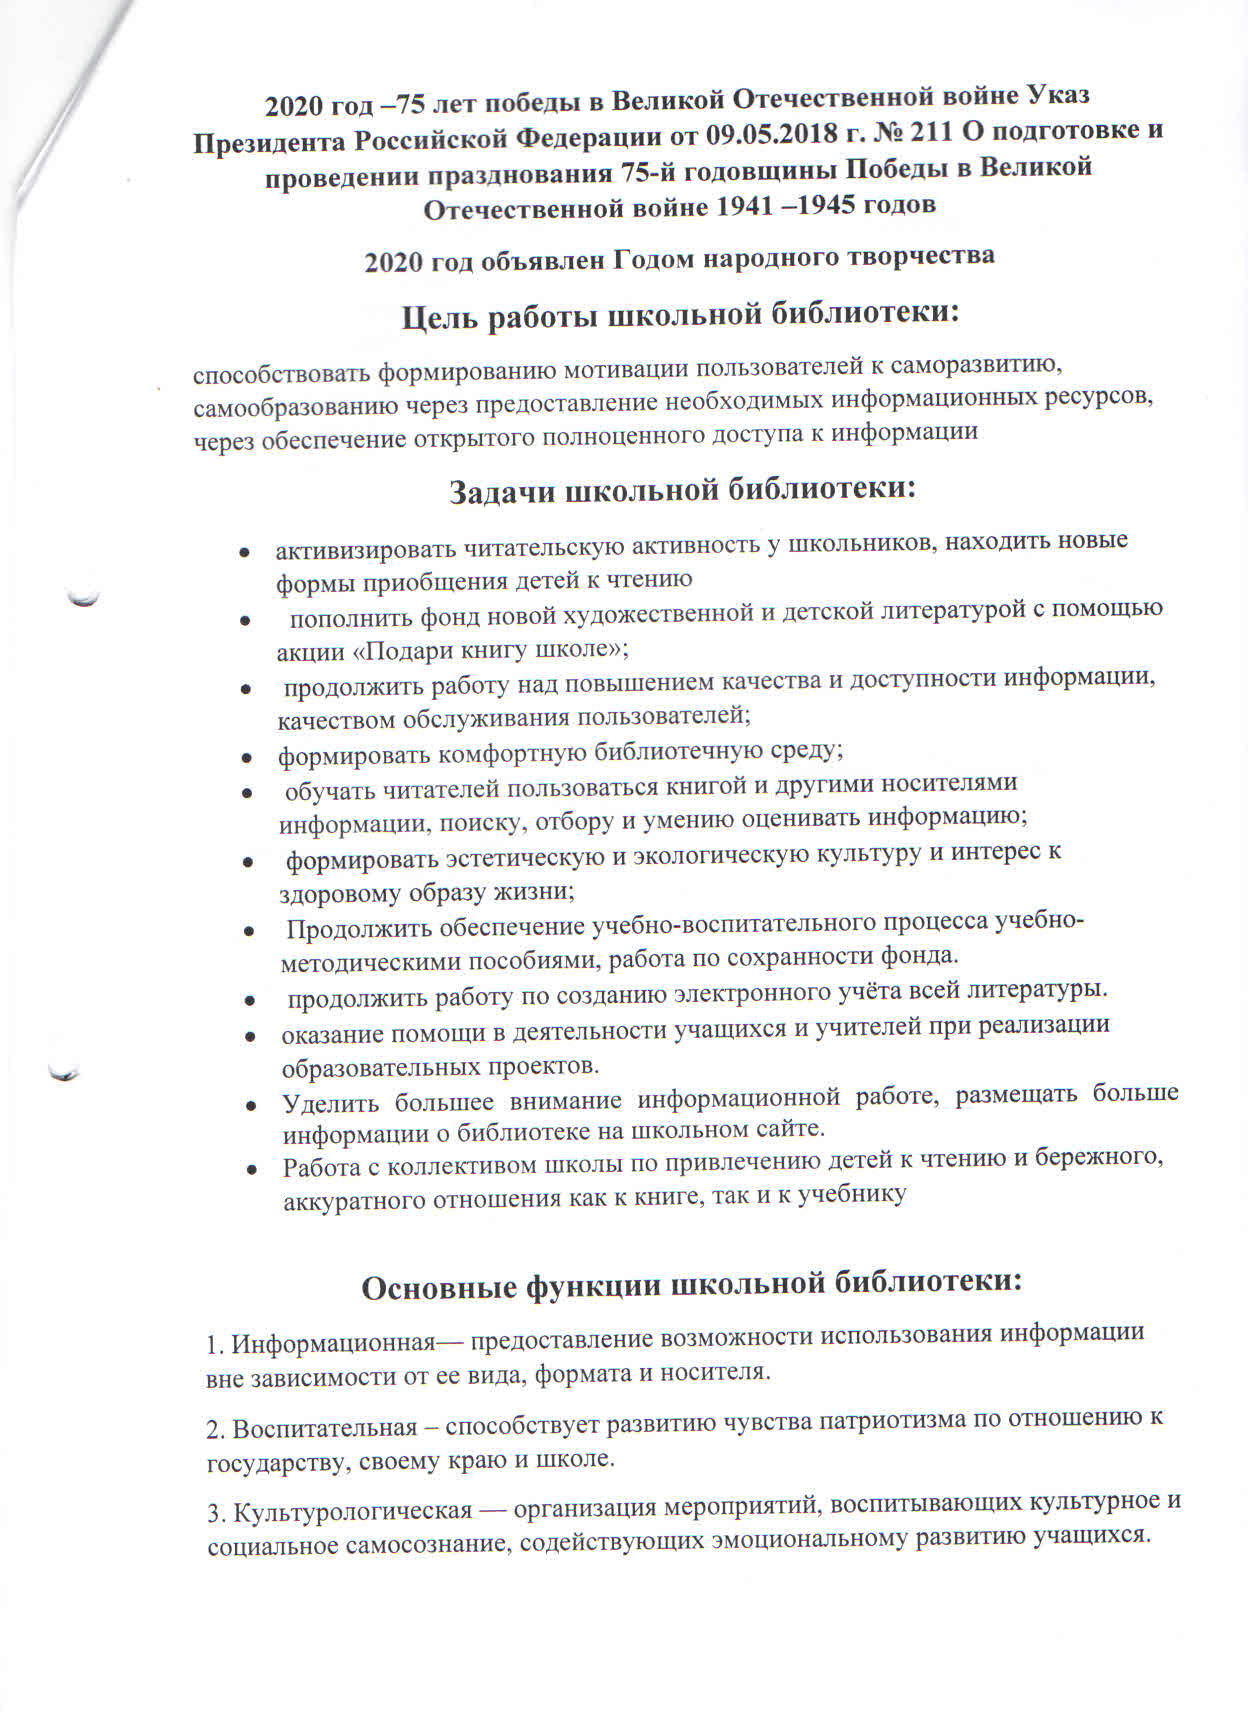 2020 год –75 лет победы в Великой Отечественной войне Указ
Президента Российской Федерации от 09.05.2018 г. № 211 О подготовке и
проведении празднования 75-й годовщины Победы в Великой
Отечественной войне 1941 –1945 годов
2020 год объявлен Годом народного творчества
Цель работы школьной библиотеки:
способствовать формированию мотивации пользователей к саморазвитию,
самообразованию через предоставление необходимых информационных ресурсов,
через обеспечение открытого полноценного доступа к информации
Задачи школьной библиотеки:
• активизировать читательскую активность у школьников, находить новые
формы приобщения детей к чтению
• пополнить фонд новой художественной и детской литературой с помощью
акции «Подари книгу школе»;
• продолжить работу над повышением качества и доступности информации,
качеством обслуживания пользователей;
• формировать комфортную библиотечную среду;
• обучать читателей пользоваться книгой и другими носителями
информации, поиску, отбору и умению оценивать информацию;
• формировать эстетическую и экологическую культуру и интерес к
здоровому образу жизни;
• Продолжить обеспечение учебно-воспитательного процесса учебно-
методическими пособиями, работа по сохранности фонда.
• продолжить работу по созданию электронного учёта всей литературы.
• оказание помощи в деятельности учащихся и учителей при реализации
образовательных проектов.
• Уделить большее внимание информационной работе, размещать больше
информации о библиотеке на школьном сайте.
• Работа с коллективом школы по привлечению детей к чтению и бережного,
аккуратного отношения как к книге, так и к учебнику
Основные функции школьной библиотеки:
1. Информационная— предоставление возможности использования информации
вне зависимости от ее вида, формата и носителя.
2. Воспитательная – способствует развитию чувства патриотизма по отношению к
государству, своему краю и школе.
3. Культурологическая — организация мероприятий, воспитывающих культурное и
социальное самосознание, содействующих эмоциональному развитию учащихся.